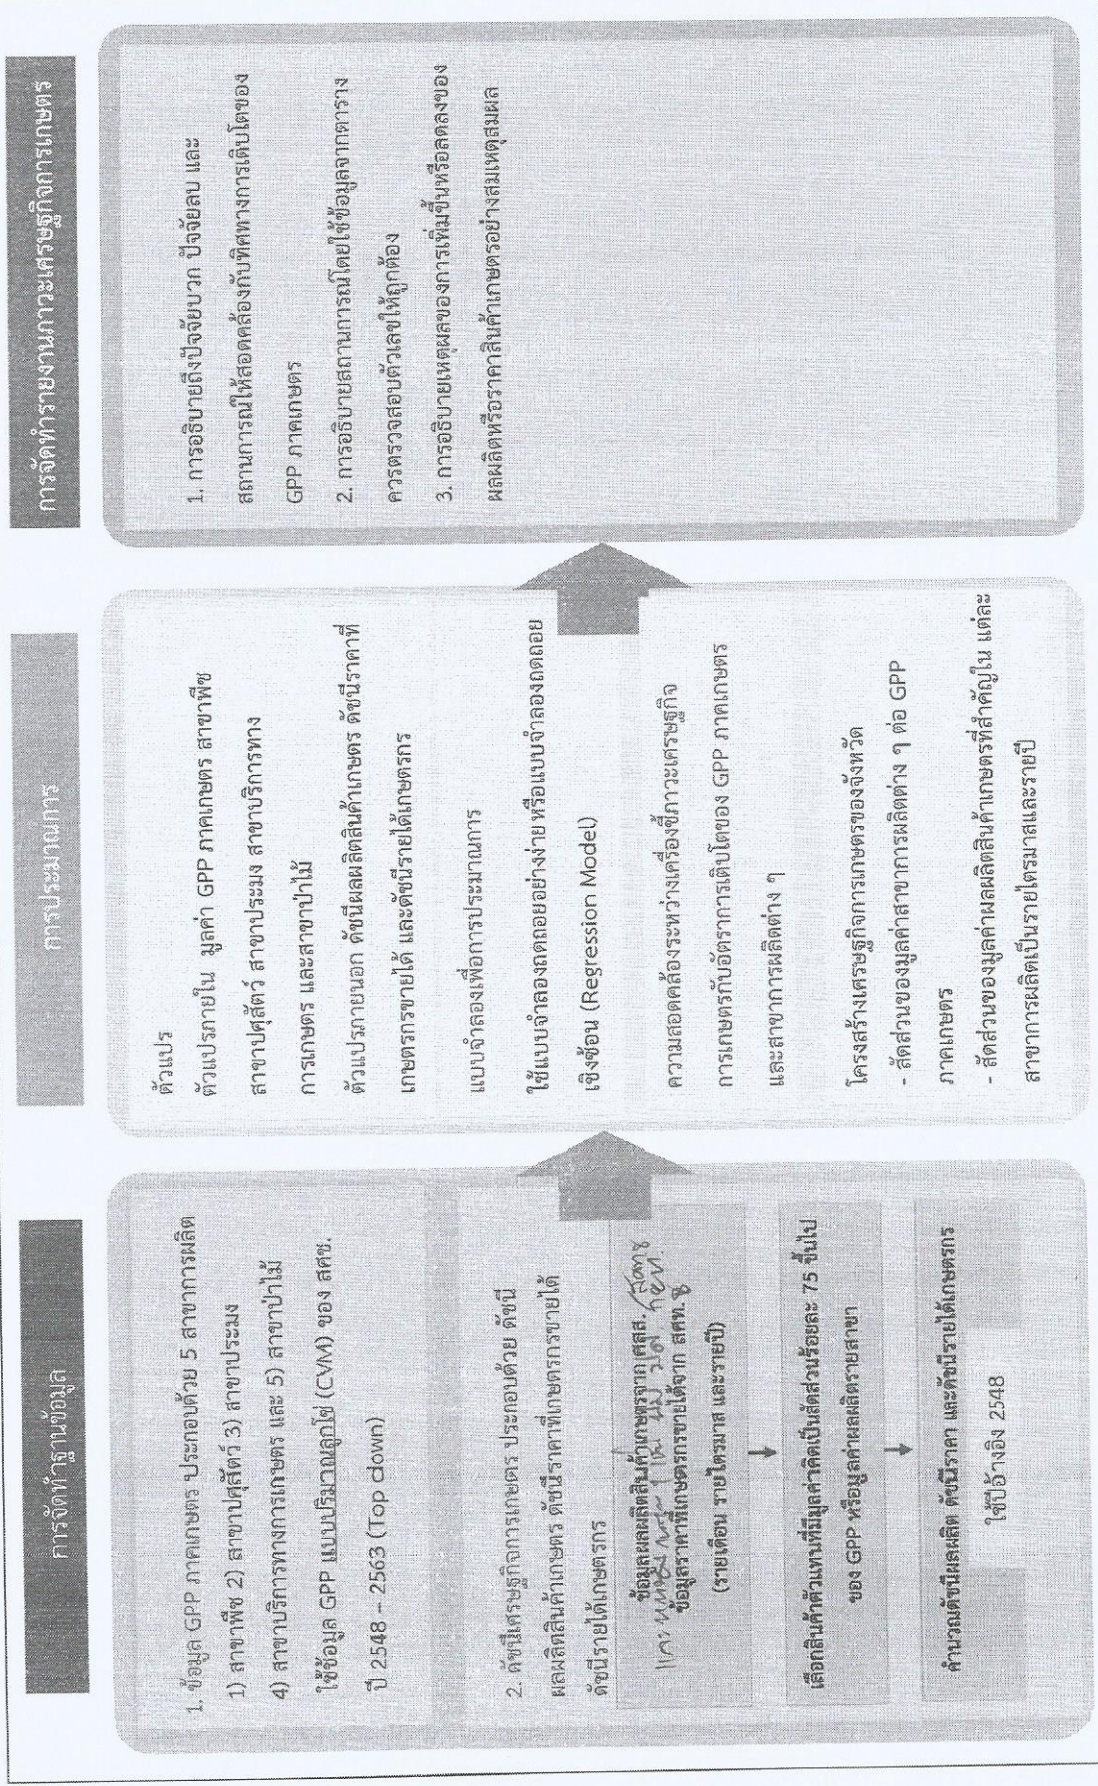 การจัดทำฐานข้อมูล
1. ข้อมูล GPP ภาคเกษตร ประกอบด้วย 5 สาขาการผลิต
1) สาขาพืช 2) สาขาปศุสัตว์ 3) สาขาประมง
4) สาขาบริการทางการเกษตร และ 5) สาขาป่าไม้
ใช้ข้อมูล GPP แบบปริมาณลูกโซ่ (CVM) ของ สศช.
ปี 2548 – 2563 (Top down)
2. ดัชนีเศรษฐกิจการเกษตร ประกอบด้วย ดัชนี
ผลผลิตสินค้าเกษตร ดัชนีราคาที่เกษตรกรขายได้
ดัชนีรายได้เกษตรกร
ข้อมูลผลผลิตสินค้าเกษตรจาก ศสส.
ข้อมูลราคาที่เกษตรกรขายได้จาก สศท.
(รายเดือน รายไตรมาส และรายปี)
เลือกสินค้าตัวแทนที่มีมูลค่าคิดเป็นสัดส่วนร้อยละ 75 ขึ้นไป
ของ GPP หรือมูลค่าผลผลิตรายสาขา
คำนวณดัชนีผลผลิต ดัชนีราคา และดัชนีรายได้เกษตรกร
ใช้ปีอ้างอิง 2548
การประมาณการ
ตัวแปร
ตัวแปรภายใน มูลค่า GPP ภาคเกษตร สาขาพืช
สาขาปศุสัตว์ สาขาประมง สาขาบริการทาง
การเกษตร และสาขาป่าไม้
ตัวแปรภายนอก ดัชนีผลผลิตสินค้าเกษตร ดัชนีราคาที่
เกษตรกรขายได้ และดัชนีรายได้เกษตรกร
แบบจำลองเพื่อการประมาณการ
ใช้แบบจำลองถดถอยอย่างง่าย หรือแบบจำลองถดถอย
เชิงซ้อน (Regression Model)
ความสอดคล้องระหว่างเครื่องชี้ภาวะเศรษฐกิจ
การเกษตรกับอัตราการเติบโตของ GPP ภาคเกษตร
และสาขาการผลิตต่าง ๆ
โครงสร้างเศรษฐกิจการเกษตรของจังหวัด
- สัดส่วนของมูลค่าสาขาการผลิตต่าง ๆ ต่อ GPP
ภาคเกษตร
- สัดส่วนของมูลค่าผลผลิตสินค้าเกษตรที่สำคัญใน แต่ละ
สาขาการผลิตเป็นรายไตรมาสและรายปี
การจัดทำรายงานภาวะเศรษฐกิจการเกษตร
1. การอธิบายถึงปัจจัยบวก ปัจจัยลบ และ
สถานการณ์ให้สอดคล้องกับทิศทางการเติบโตของ
GPP ภาคเกษตร
2. การอธิบายสถานการณ์โดยใช้ข้อมูลจากตาราง
ควรตรวจสอบตัวเลขให้ถูกต้อง
3. การอธิบายเหตุผลของการเพิ่มขึ้นหรือลดลงของ
ผลผลิตหรือราคาสินค้าเกษตรอย่างสมเหตุสมผล